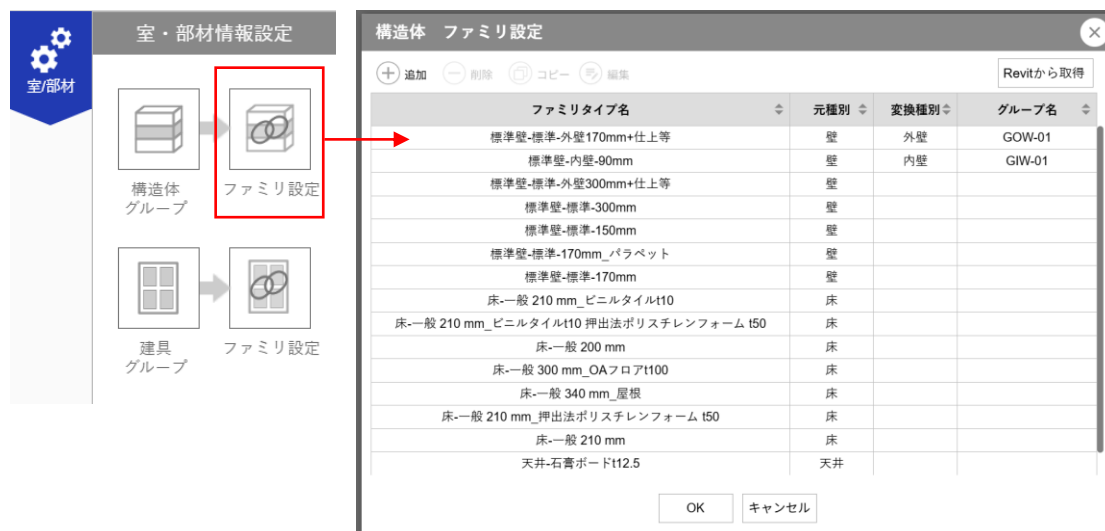 室/部材
室・部材情報設定
構造体
グループ
ファミリ設定
建具
グループ
ファミリ設定
構造体 ファミリ設定
追加 削除 コピー 編集 Revitから取得
ファミリタイプ名 元種別 変換種別 グループ名
標準壁-標準-外壁170mm+仕上等 壁 外壁 GOW-01
標準壁-内壁-90mm 壁 内壁 GIW-01
標準壁-標準-外壁300mm+仕上等 壁
標準壁-標準-300mm 壁
標準壁-標準-150mm 壁
標準壁-標準-170mm_パラペット 壁
標準壁-標準-170mm 壁
床-一般 210 mm_ビニルタイルt10 床
床-一般 210 mm_ビニルタイルt10 押出法ポリスチレンフォーム t50 床
床-一般 200 mm 床
床-一般 300 mm_OAフロアt100 床
床-一般 340 mm_屋根 床
床-一般 210 mm_押出法ポリスチレンフォーム t50 床
床-一般 210 mm 床
天井-石膏ボードt12.5 天井
OK キャンセル